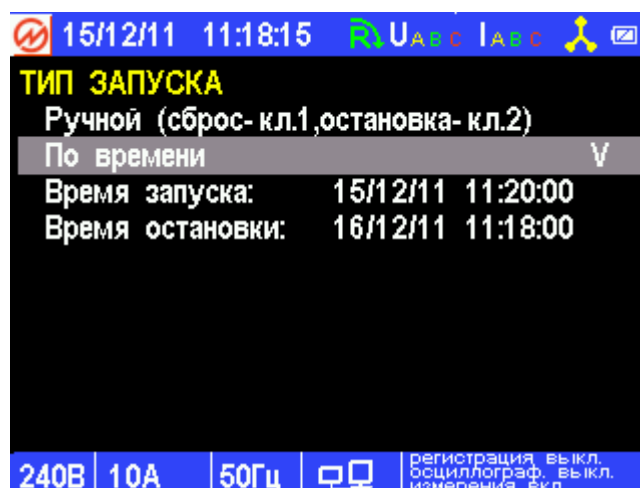 15/12/11 11:18:15 R UABC IABC
ТИП ЗАПУСКА
Ручной (сброс- кл.1,остановка- кл.2)
По времени V
Время запуска: 15/12/11 11:20:00
Время остановки: 16/12/11 11:18:00
240В 10А 50Гц
регистрация выкл.
осциллограф. выкл.
измерения вкл